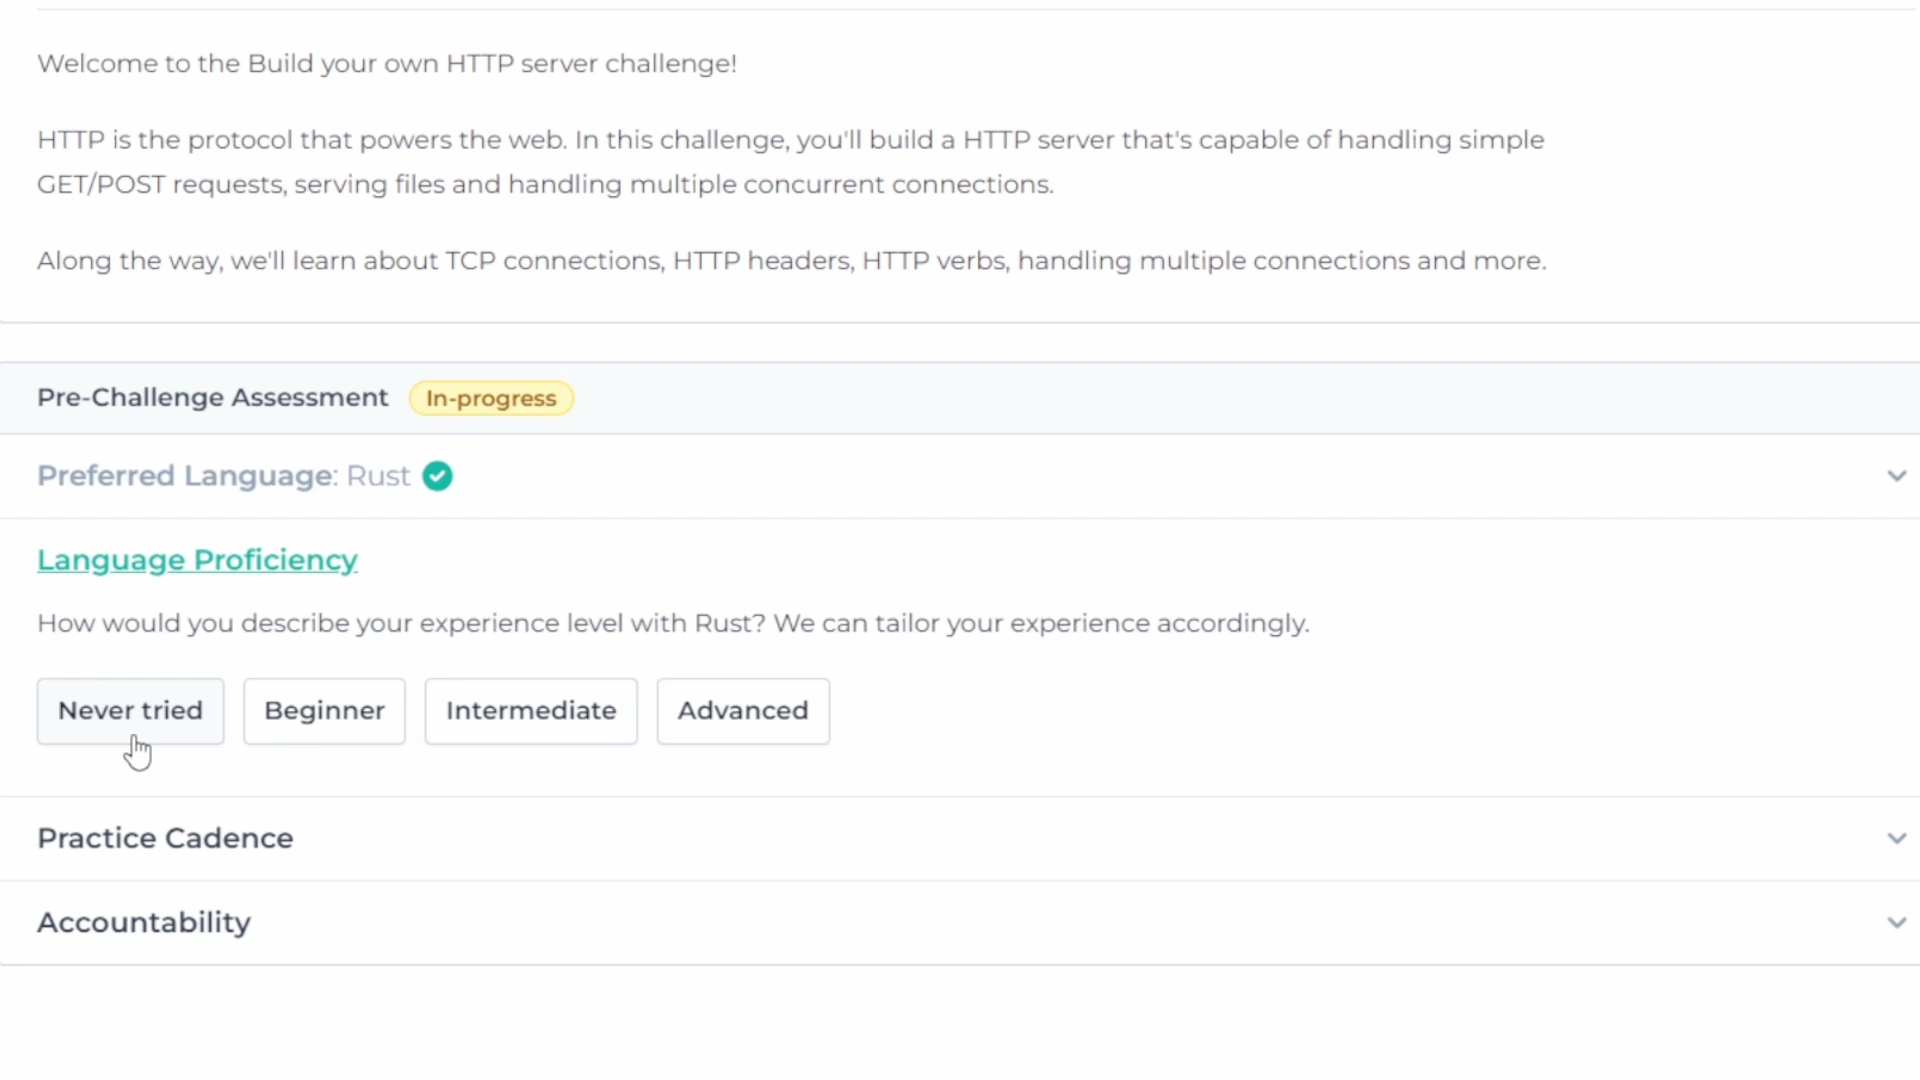 Welcome to the Build your own HTTP server challenge!
HTTP is the protocol that powers the web. In this challenge, you'll build a HTTP server that's capable of handling simple
GET/POST requests, serving files and handling multiple concurrent connections.
Along the way, we'll learn about TCP connections, HTTP headers, HTTP verbs, handling multiple connections and more.
Pre-Challenge Assessment In-progress
Preferred Language: Rust
Language Proficiency
How would you describe your experience level with Rust? We can tailor your experience accordingly.
Never tried Beginner Intermediate Advanced
Practice Cadence
Accountability